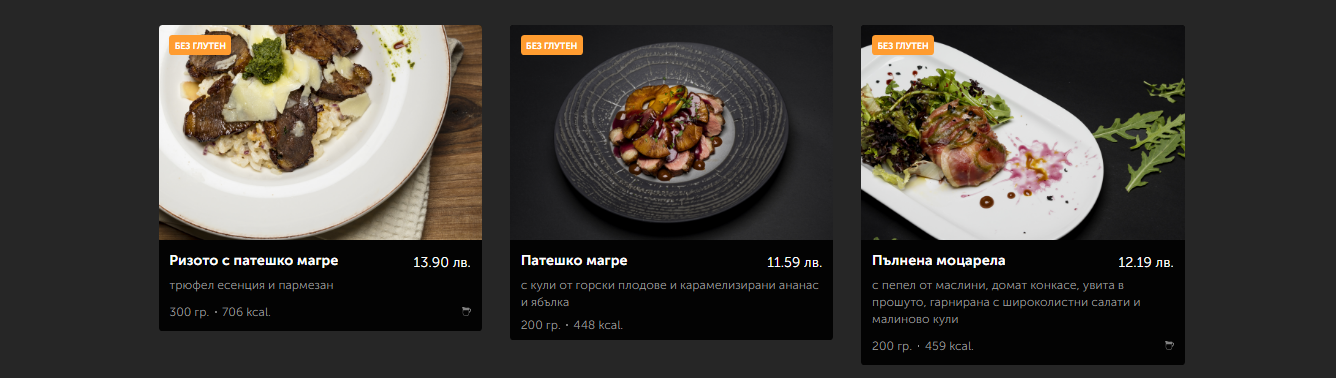 БЕЗ ГЛУТЕН
Ризото с патешко магре
13.90 лв.
трюфел есенция и пармезан
300 гр. • 706 kcal.
БЕЗ ГЛУТЕН
Патешко магре
11.59 лв.
с кули от горски плодове и карамелизирани ананас
и ябълка
200 гр. • 448 kcal.
БЕЗ ГЛУТЕН
Пълнена моцарела
12.19 лв.
с пепел от маслини, домат конкасе, увита в
прошуто, гарнирана с широколистни салати и
малиново кули
200 гр. • 459 kcal.